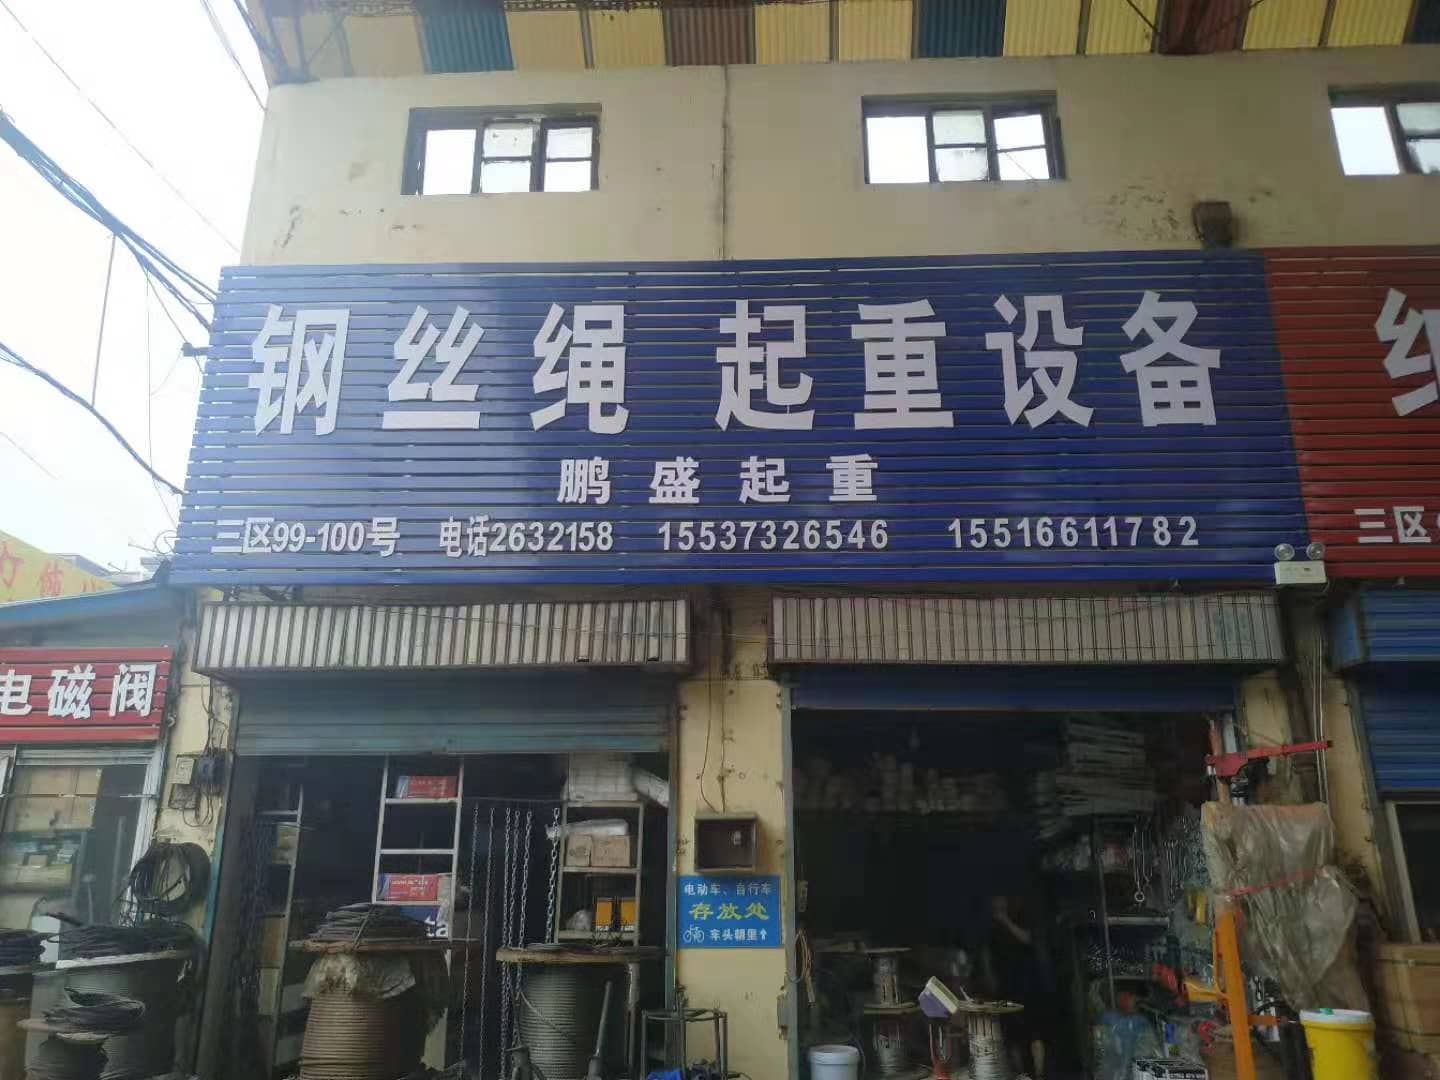 钢丝绳 起重设备
鹏盛起重
三区99-100号 电话2632158 15537326546 15516611782
三区
电磁阀
电动车、自行车
存放处
车头朝里↑